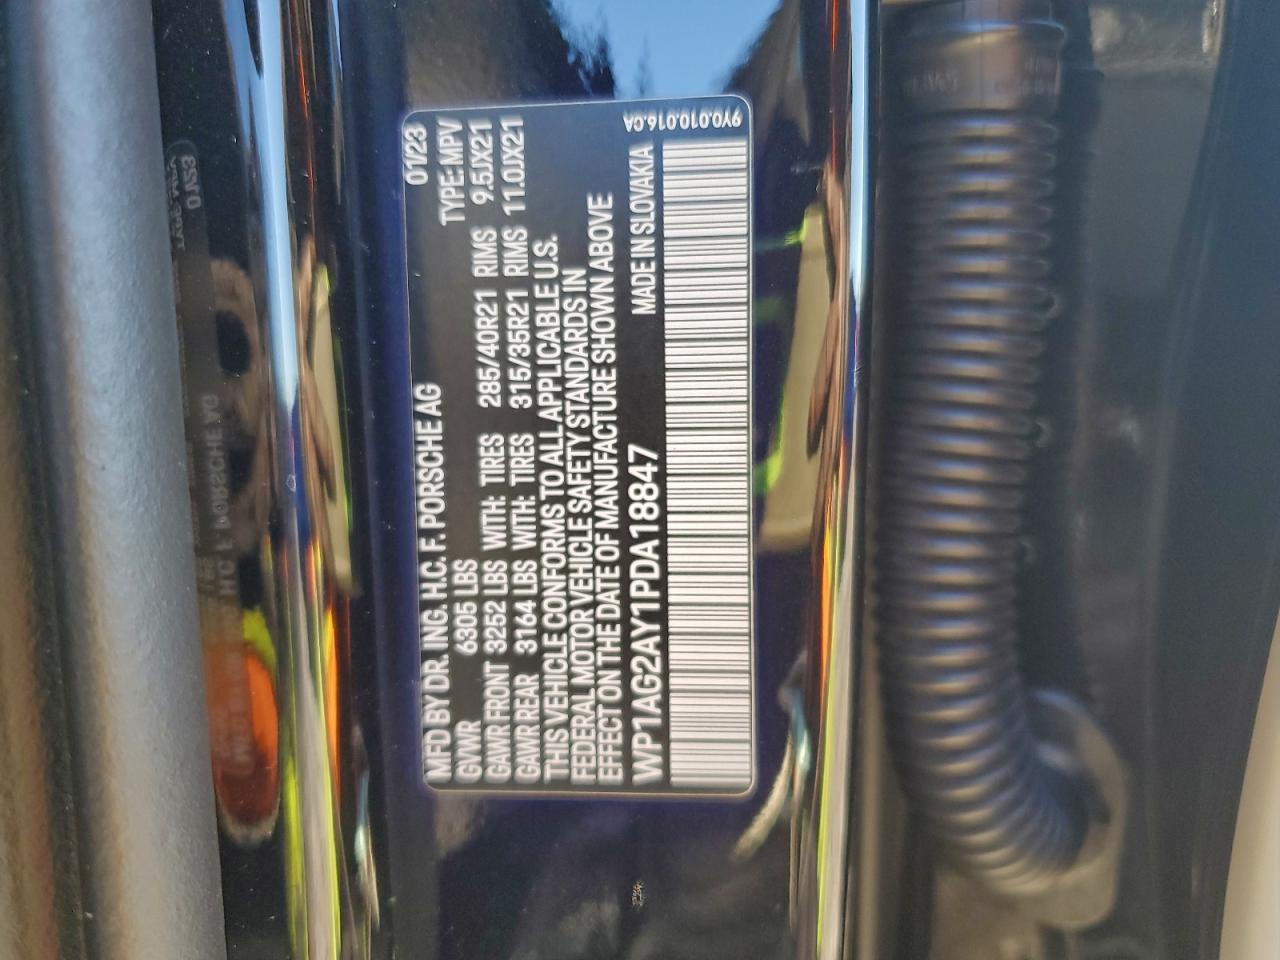 MFD BY DR. ING. H.C. F. PORSCHE AG 01/23
GVWR 6305 LBS TYPE: MPV
GAWR FRONT 3252 LBS WITH: TIRES 285/40R21 RIMS 9.5JX21
GAWR REAR 3164 LBS WITH: TIRES 315/35R21 RIMS 11.0JX21
THIS VEHICLE CONFORMS TO ALL APPLICABLE U.S.
FEDERAL MOTOR VEHICLE SAFETY STANDARDS IN
EFFECT ON THE DATE OF MANUFACTURE SHOWN ABOVE
WP1AG2AY1PDA18847 MADE IN SLOVAKIA
9Y0.010.016.CA